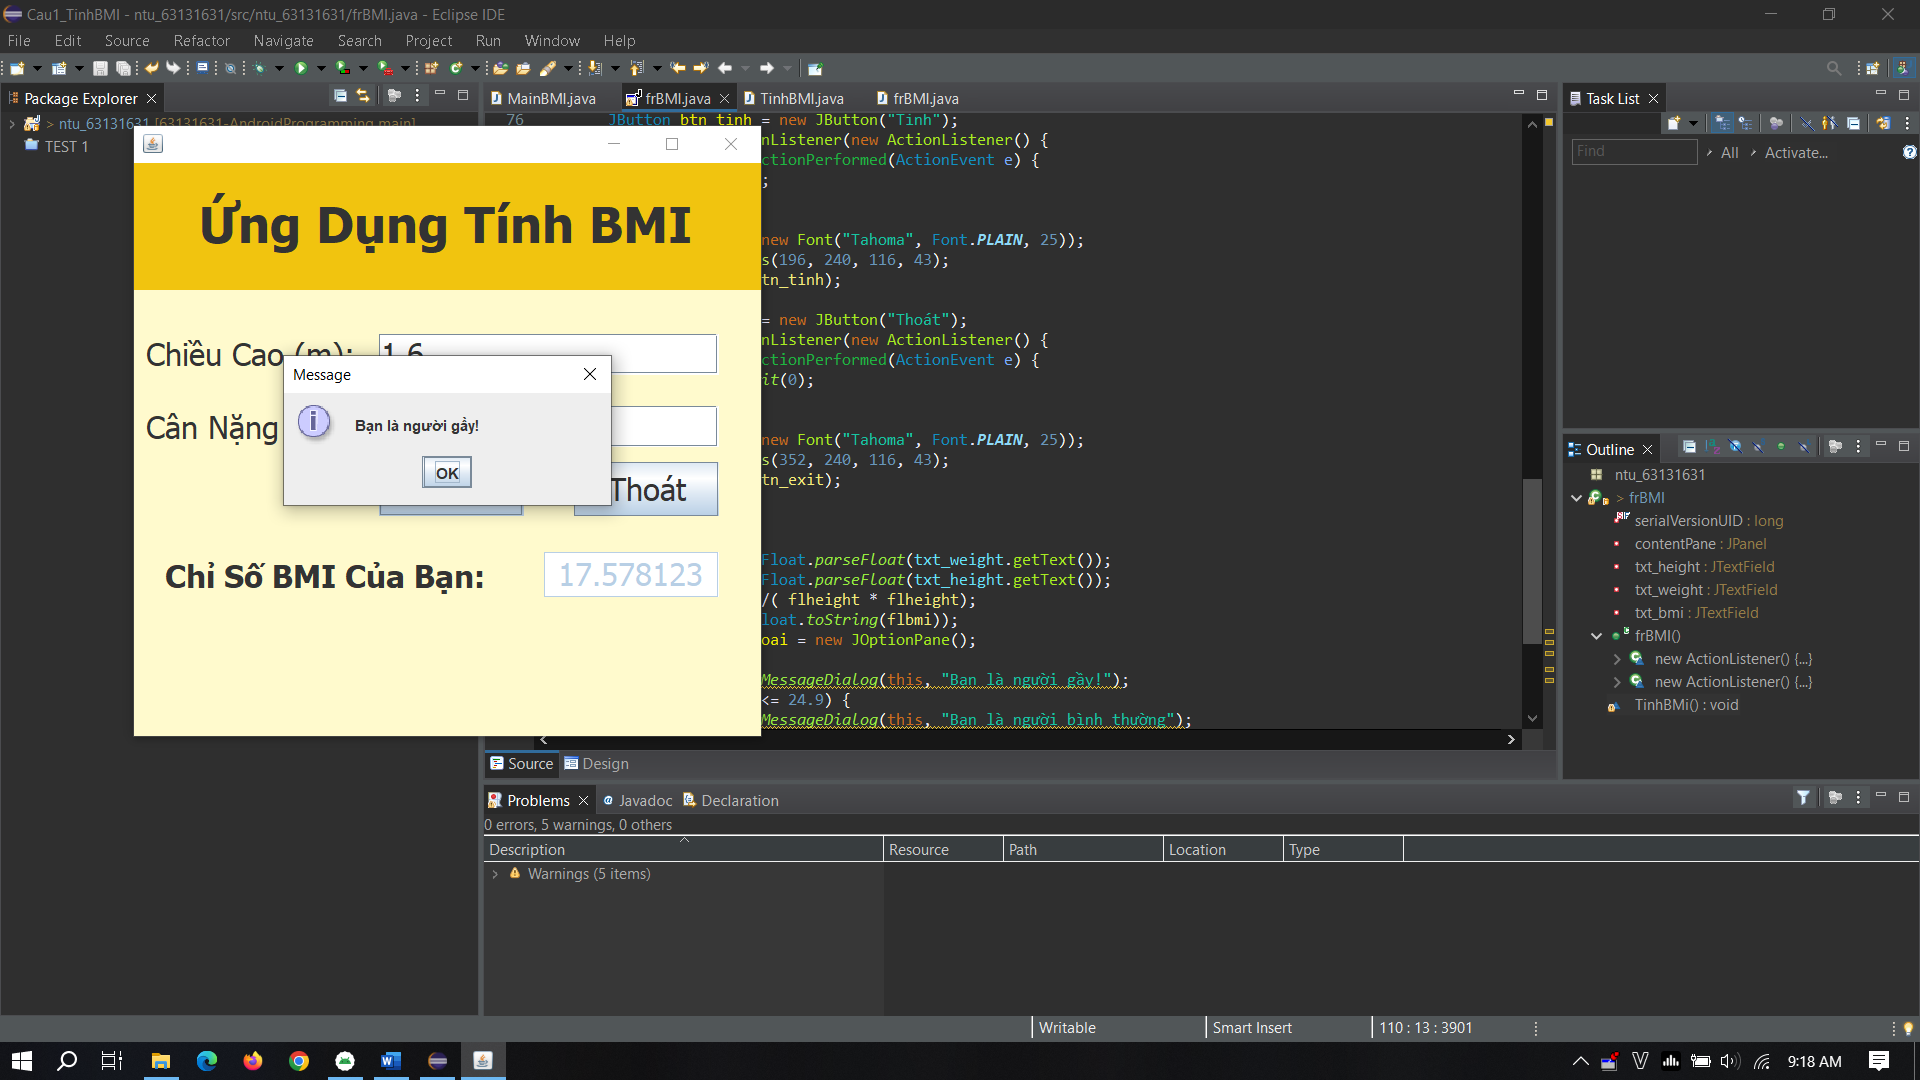 Cau1_TinhBMI - ntu_63131631/src/ntu_63131631/frBMI.java - Eclipse IDE
File Edit Source Refactor Navigate Search Project Run Window Help
Package Explorer
> ntu_63131631 [63131631-AndroidProgramming main]
TEST 1
Ứng Dụng Tính BMI
Chiều Cao (m):
1.6
Cân Nặng
Thoát
Chỉ Số BMI Của Bạn:
17.578123
Message
Bạn là người gầy!
OK
MainBMI.java
frBMI.java
TinhBMI.java
frBMI.java
76 JButton btn_tinh = new JButton("Tính");
nListener(new ActionListener() {
ctionPerformed(ActionEvent e) {
;
new Font("Tahoma", Font.PLAIN, 25));
s(196, 240, 116, 43);
tn_tinh);
= new JButton("Thoát");
nListener(new ActionListener() {
ctionPerformed(ActionEvent e) {
it(0);
new Font("Tahoma", Font.PLAIN, 25));
s(352, 240, 116, 43);
tn_exit);
Float.parseFloat(txt_weight.getText());
Float.parseFloat(txt_height.getText());
/( flheight * flheight);
loat.toString(flbmi));
oai = new JOptionPane();
MessageDialog(this, "Bạn là người gầy!");
<= 24.9) {
MessageDialog(this, "Bạn là người bình thường");
Source
Design
Task List
Find
All
Activate...
Outline
ntu_63131631
> frBMI
serialVersionUID : long
contentPane : JPanel
txt_height : JTextField
txt_weight : JTextField
txt_bmi : JTextField
frBMI()
new ActionListener() {...}
new ActionListener() {...}
TinhBMi() : void
Problems
Javadoc
Declaration
0 errors, 5 warnings, 0 others
Description Resource Path Location Type
Warnings (5 items)
Writable
Smart Insert
110 : 13 : 3901
9:18 AM